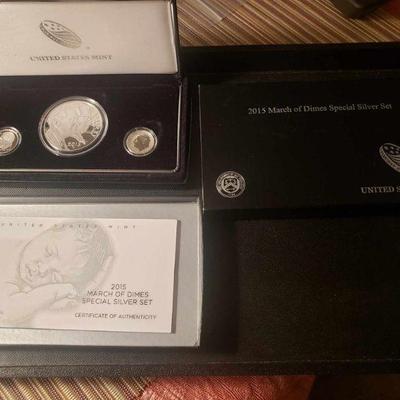 UNITED STATES MINT
2015 March of Dimes Special Silver Set
UNITED
UNITED STATES MINT
2015
MARCH OF DIMES
SPECIAL SILVER SET
CERTIFICATE OF AUTHENTICITY